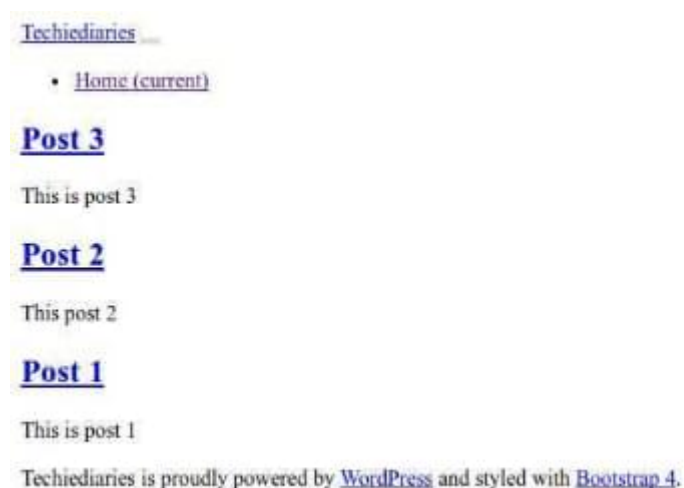 Techiediaries
Home (current)
Post 3
This is post 3
Post 2
This post 2
Post 1
This is post 1
Techiediaries is proudly powered by WordPress and styled with Bootstrap 4.